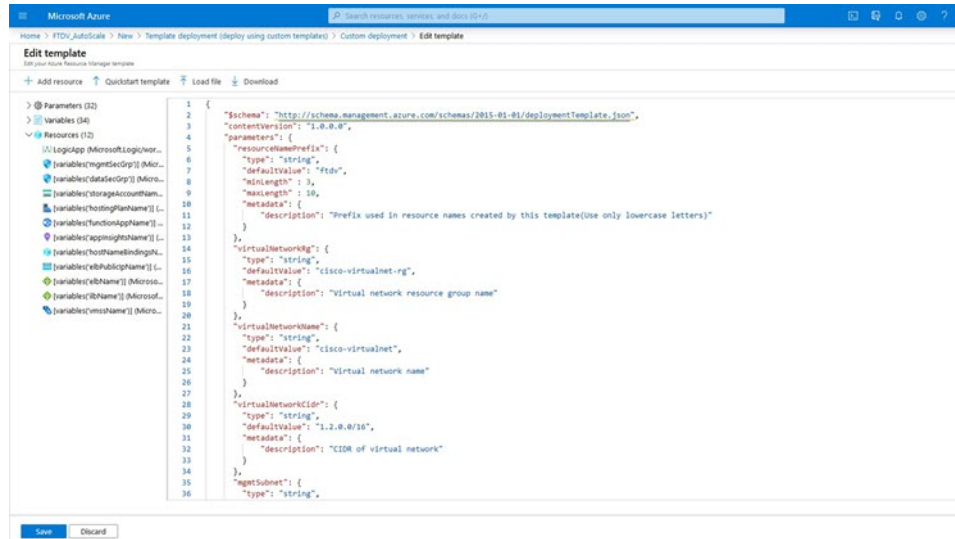 Microsoft Azure
Search resources, services, and docs (G+/)
Home > FTDV_AutoScale > New > Template deployment (deploy using custom templates) > Custom deployment > Edit template
Edit template
Edit your Azure Resource Manager template
+ Add resource Quickstart template Load file Download
Parameters (32)
Variables (34)
Resources (12)
LogicApp (Microsoft.Logic/wor...
[variables('mgmtSecGrp')] (Micr...
[variables('dataSecGrp')] (Micro...
[variables('storageAccountNam...
[variables('hostingPlanName')] (...
[variables('functionAppName')] ...
[variables('appinsightsName')] (...
[variables('hostNameBindingsN...
[variables('elbPublicIpName')] (...
[variables('elbName')] (Microso...
[variables('ilbName')] (Microsof...
[variables('vmssName')] (Micro...
1 {
2 "$schema": "http://schema.management.azure.com/schemas/2015-01-01/deploymentTemplate.json",
3 "contentVersion": "1.0.0.0",
4 "parameters": {
5 "resourceNamePrefix": {
6 "type": "string",
7 "defaultValue": "ftdv",
8 "minLength" : 3,
9 "maxLength" : 10,
10 "metadata": {
11 "description": "Prefix used in resource names created by this template(Use only lowercase letters)"
12 }
13 },
14 "virtualNetworkRg": {
15 "type": "string",
16 "defaultValue": "cisco-virtualnet-rg",
17 "metadata": {
18 "description": "Virtual network resource group name"
19 }
20 },
21 "virtualNetworkName": {
22 "type": "string",
23 "defaultValue": "cisco-virtualnet",
24 "metadata": {
25 "description": "Virtual network name"
26 }
27 },
28 "virtualNetworkCidr": {
29 "type": "string",
30 "defaultValue": "1.2.0.0/16",
31 "metadata": {
32 "description": "CIDR of virtual network"
33 }
34 },
35 "mgmtSubnet": {
36 "type": "string",
Save Discard